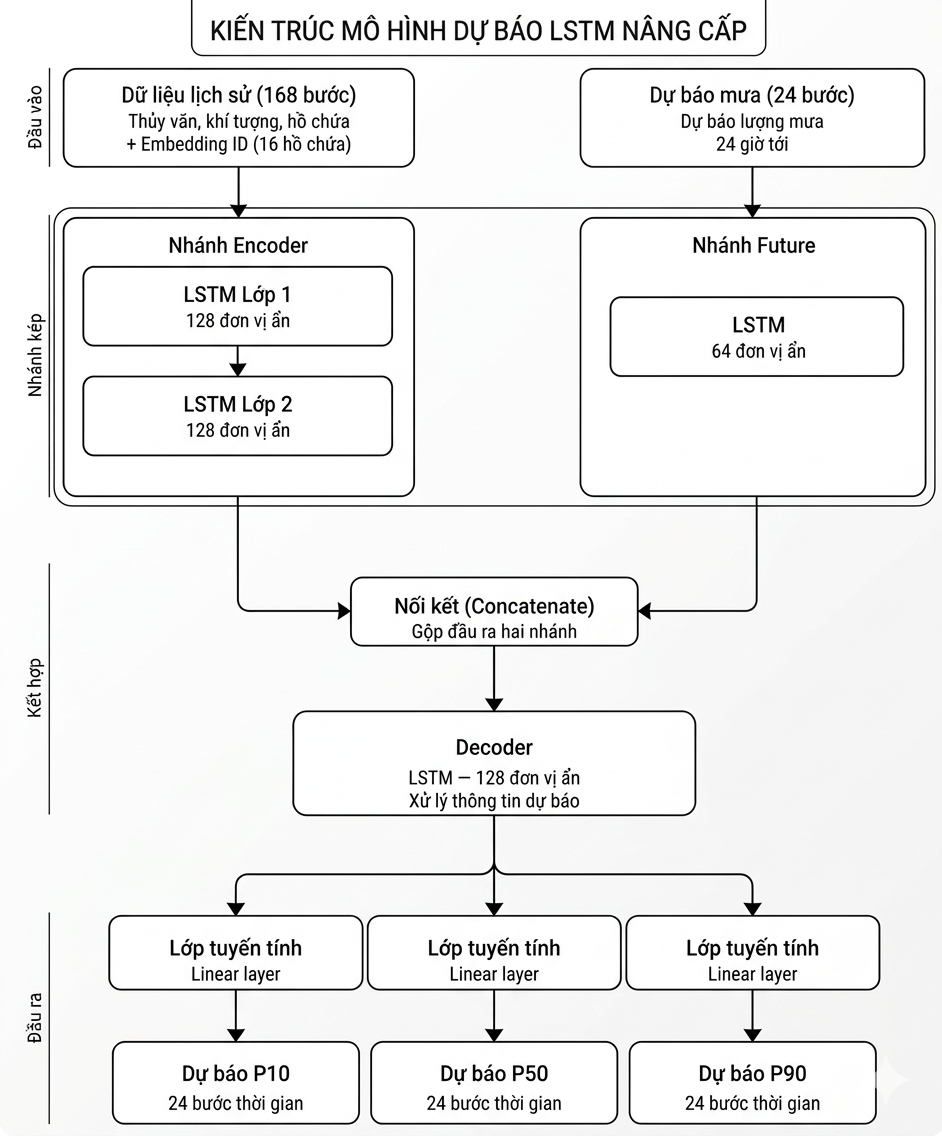 KIẾN TRÚC MÔ HÌNH DỰ BÁO LSTM NÂNG CẤP
Đầu vào
Dữ liệu lịch sử (168 bước)
Thủy văn, khí tượng, hồ chứa
+ Embedding ID (16 hồ chứa)
Dự báo mưa (24 bước)
Dự báo lượng mưa
24 giờ tới
Nhánh kép
Nhánh Encoder
LSTM Lớp 1
128 đơn vị ẩn
LSTM Lớp 2
128 đơn vị ẩn
Nhánh Future
LSTM
64 đơn vị ẩn
Kết hợp
Nối kết (Concatenate)
Gộp đầu ra hai nhánh
Decoder
LSTM — 128 đơn vị ẩn
Xử lý thông tin dự báo
Đầu ra
Lớp tuyến tính
Linear layer
Lớp tuyến tính
Linear layer
Lớp tuyến tính
Linear layer
Dự báo P10
24 bước thời gian
Dự báo P50
24 bước thời gian
Dự báo P90
24 bước thời gian